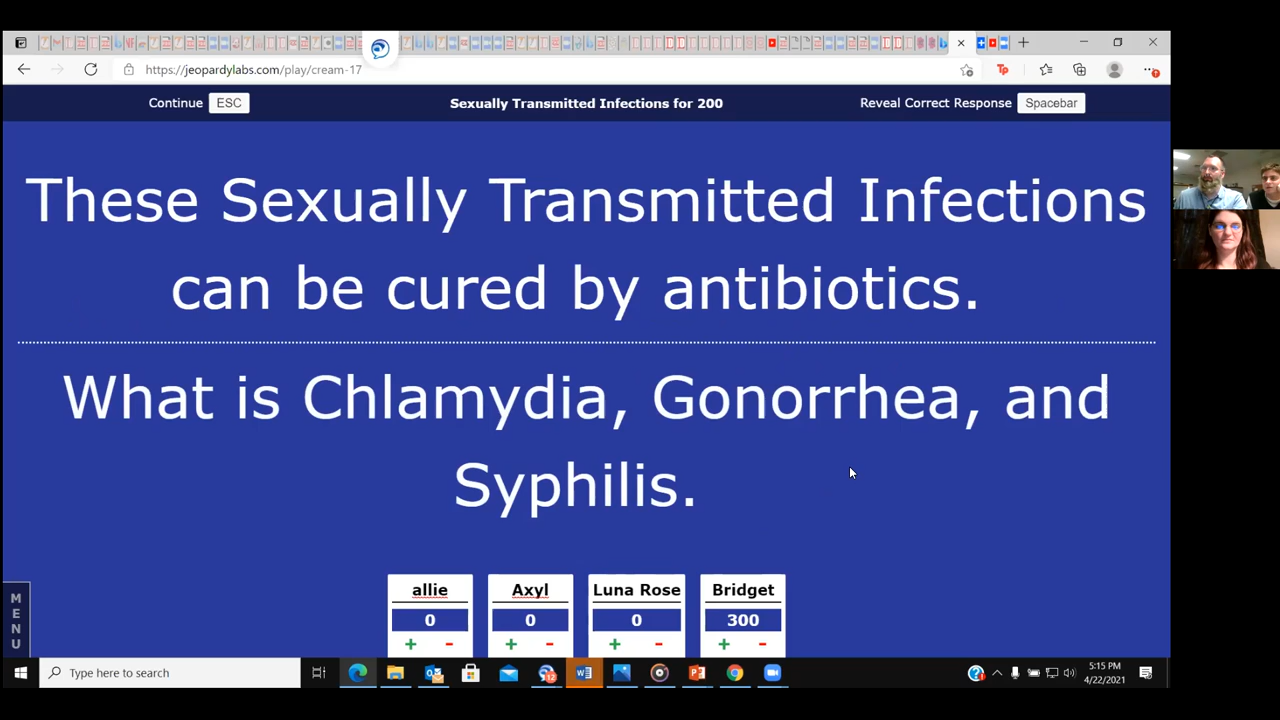 https://jeopardylabs.com/play/cream-17
Continue ESC
Sexually Transmitted Infections for 200
Reveal Correct Response Spacebar
These Sexually Transmitted Infections
can be cured by antibiotics.
What is Chlamydia, Gonorrhea, and
Syphilis.
MENU
allie Axyl Luna Rose Bridget
0 0 0 300
+ - + - + - + -
Type here to search
5:15 PM
4/22/2021